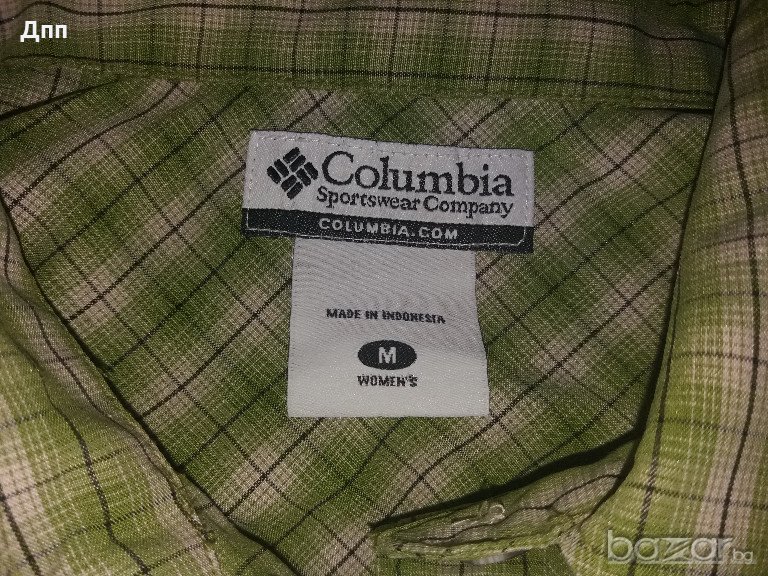 Дпп
Columbia
Sportswear Company
COLUMBIA.COM
MADE IN INDONESIA
M
WOMEN'S
bazar.bg